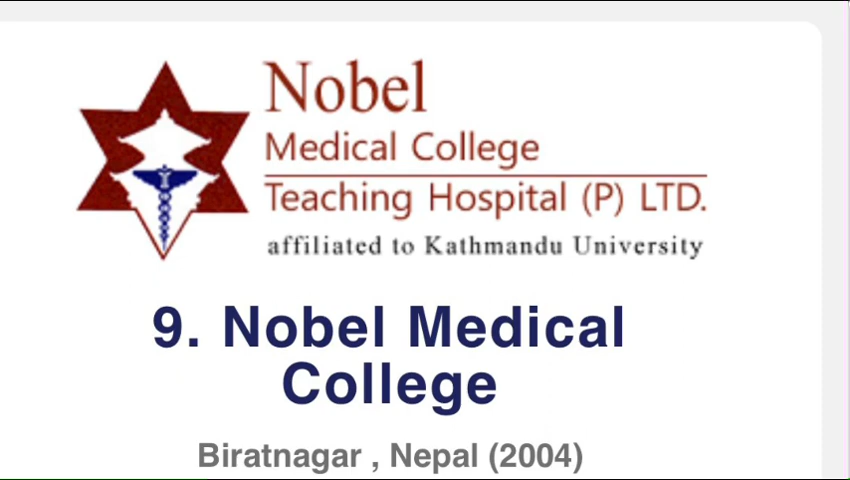 Nobel
Medical College
Teaching Hospital (P) LTD.
affiliated to Kathmandu University
9. Nobel Medical
College
Biratnagar , Nepal (2004)